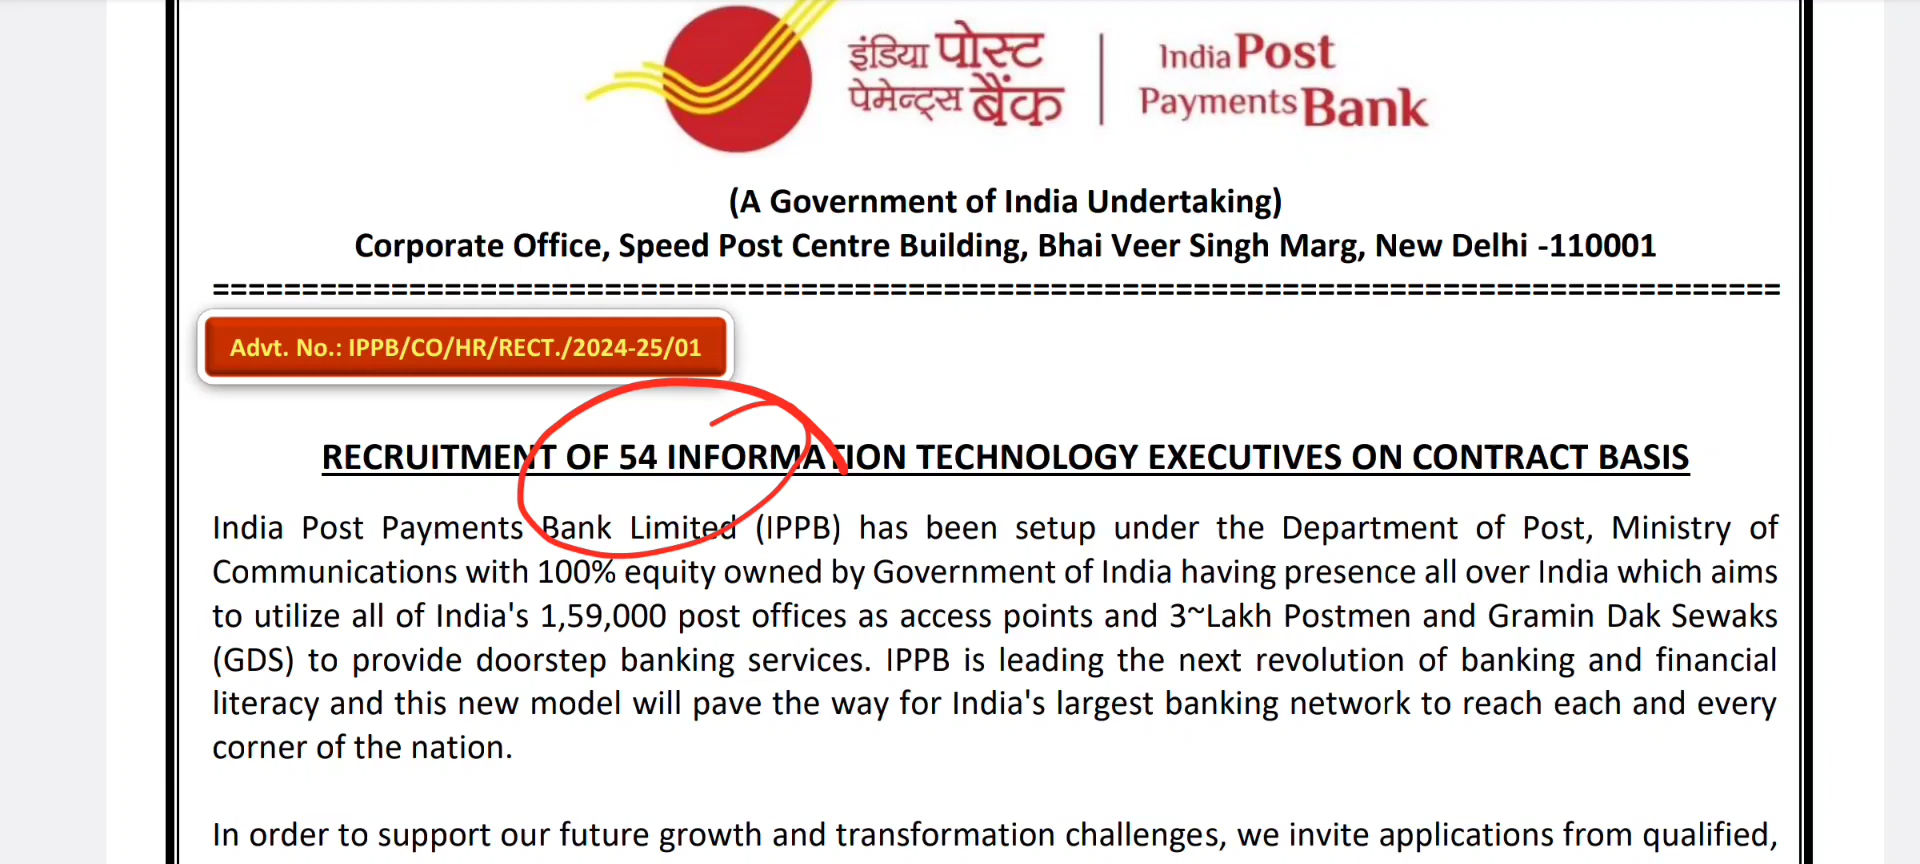 इंडिया पोस्ट
पेमेन्ट्स बैंक
India Post
Payments Bank
(A Government of India Undertaking)
Corporate Office, Speed Post Centre Building, Bhai Veer Singh Marg, New Delhi -110001
================================================================================
Advt. No.: IPPB/CO/HR/RECT./2024-25/01
RECRUITMENT OF 54 INFORMATION TECHNOLOGY EXECUTIVES ON CONTRACT BASIS
India Post Payments Bank Limited (IPPB) has been setup under the Department of Post, Ministry of
Communications with 100% equity owned by Government of India having presence all over India which aims
to utilize all of India's 1,59,000 post offices as access points and 3~Lakh Postmen and Gramin Dak Sewaks
(GDS) to provide doorstep banking services. IPPB is leading the next revolution of banking and financial
literacy and this new model will pave the way for India's largest banking network to reach each and every
corner of the nation.
In order to support our future growth and transformation challenges, we invite applications from qualified,